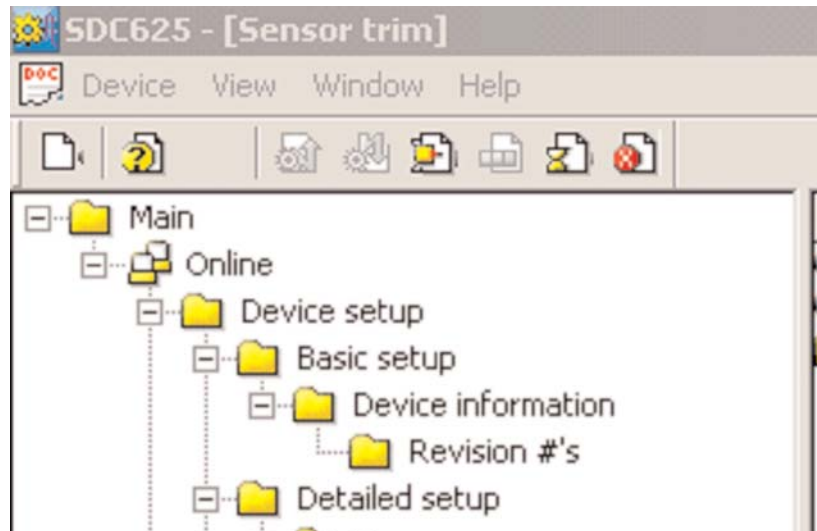 SDC625 - [Sensor trim]
DOC
Device View Window Help
Main
Online
Device setup
Basic setup
Device information
Revision #'s
Detailed setup